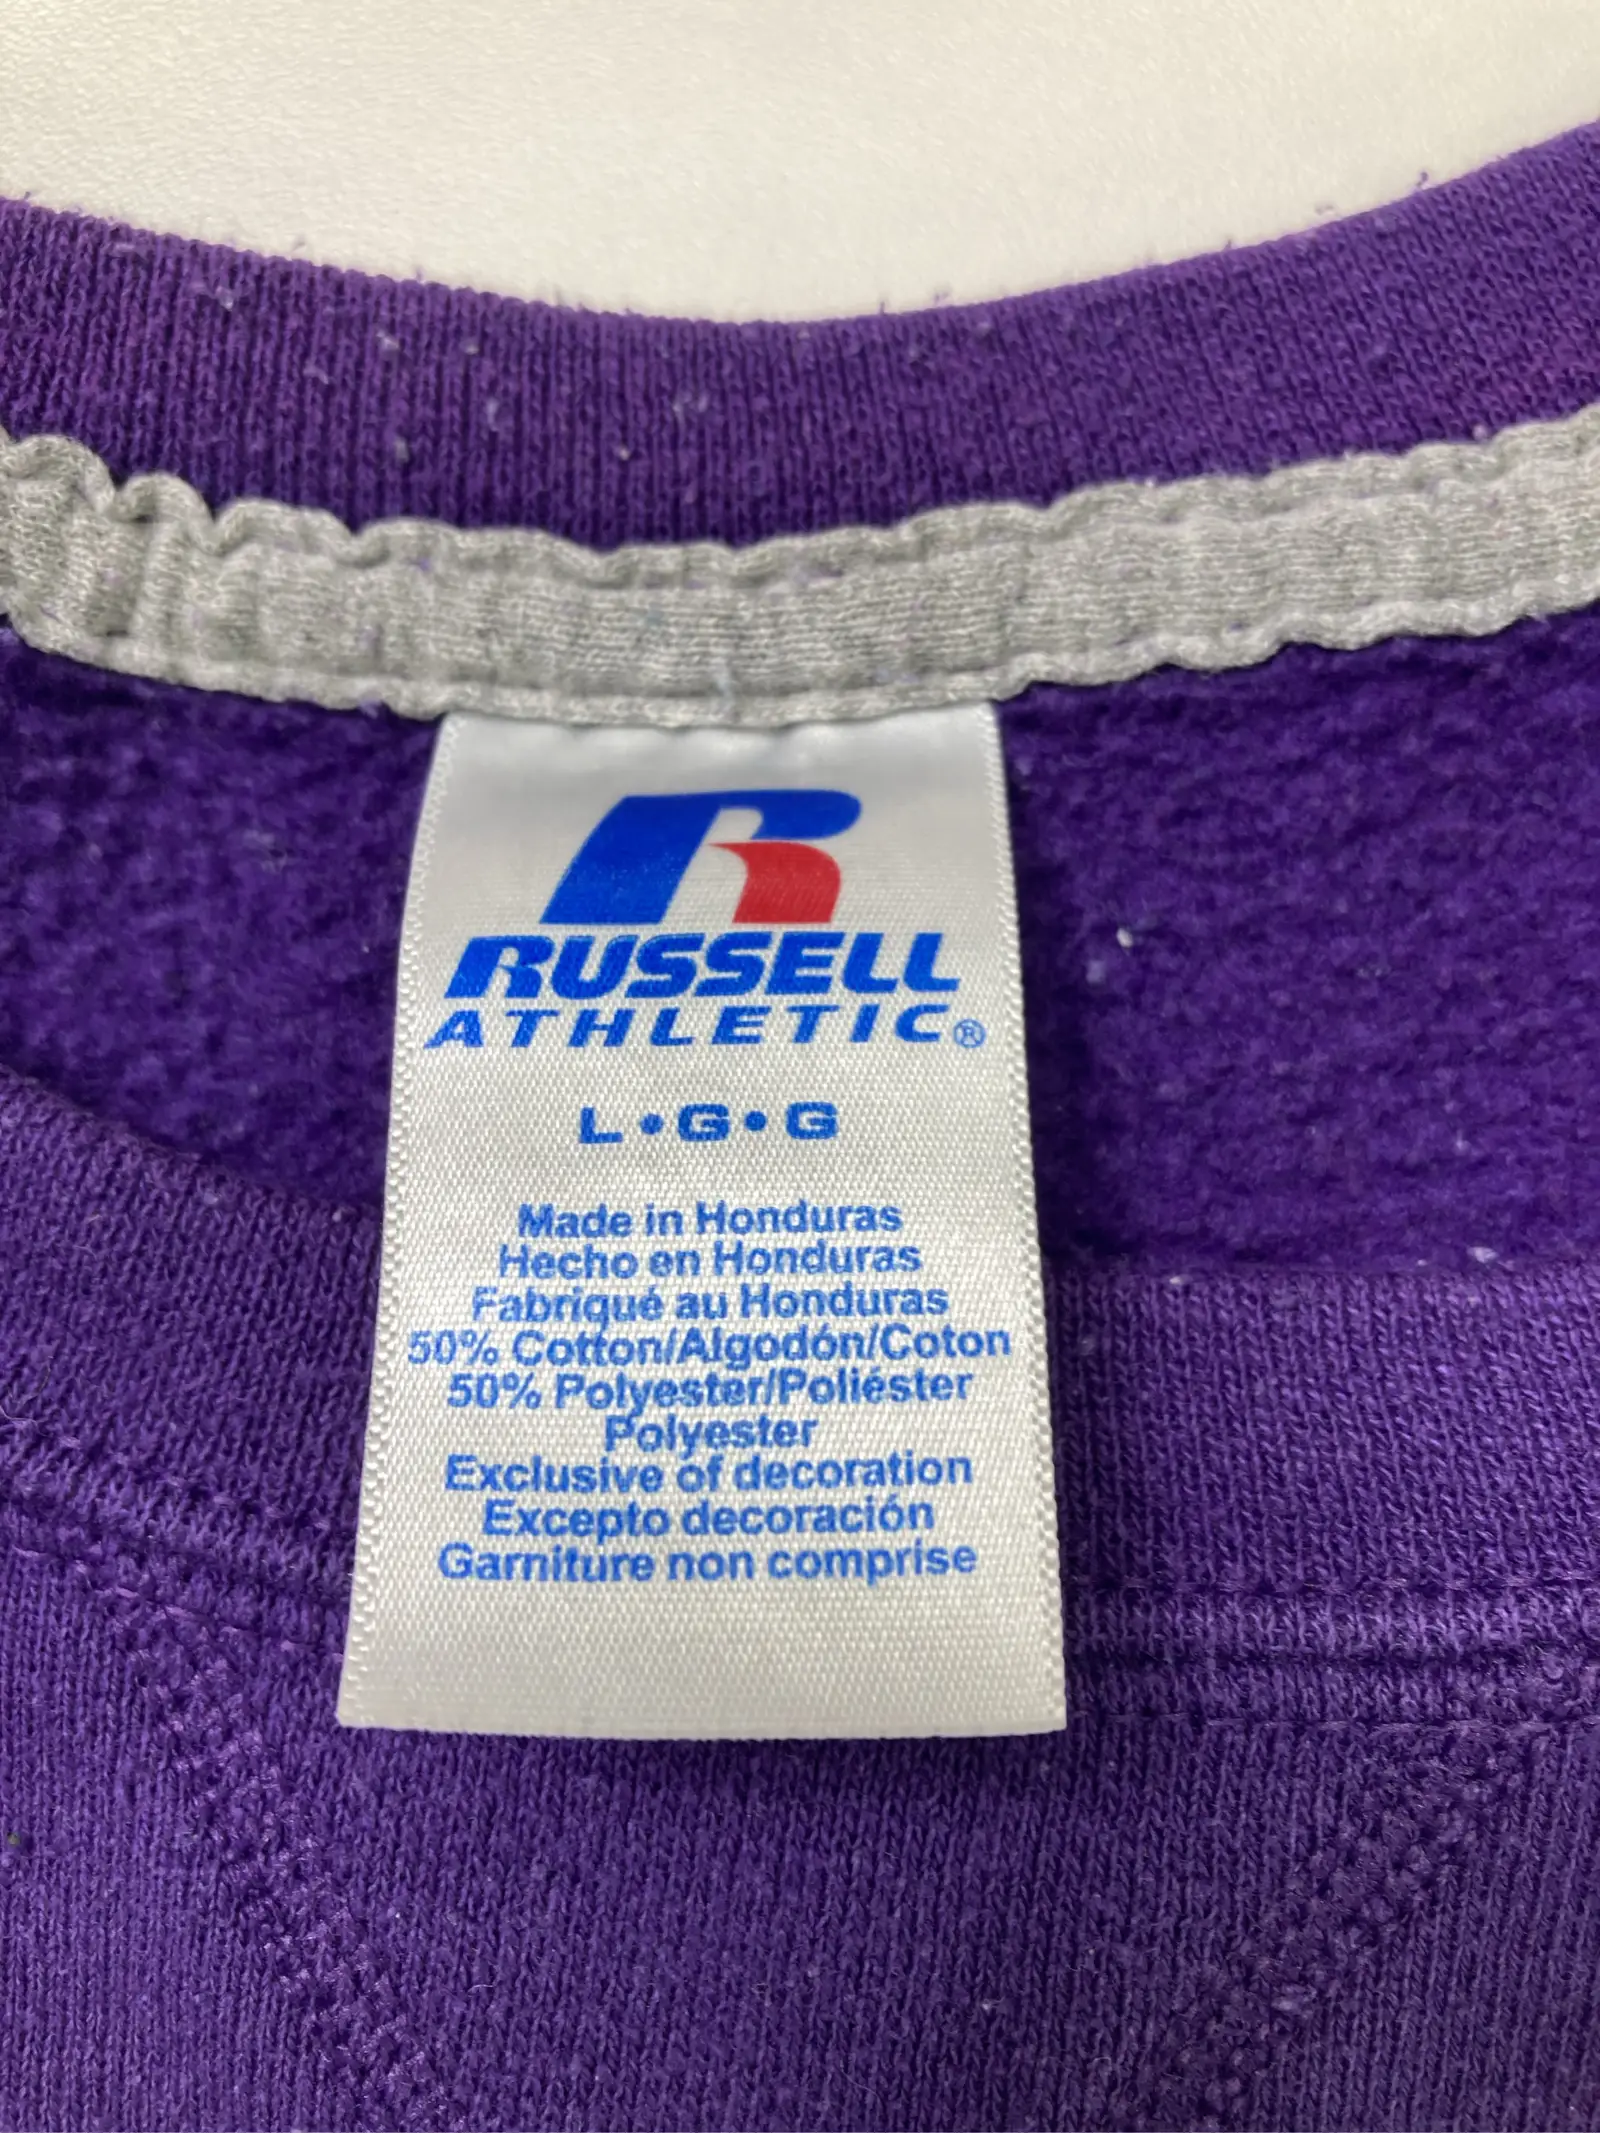 R
RUSSELL
ATHLETIC®
L•G•G
Made in Honduras
Hecho en Honduras
Fabriqué au Honduras
50% Cotton/Algodón/Coton
50% Polyester/Poliéster
Polyester
Exclusive of decoration
Excepto decoración
Garniture non comprise